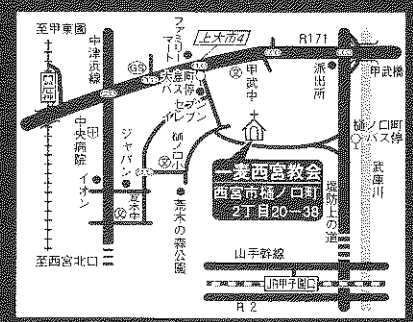 至甲東園
中津浜線
ファミリーマート
上大市4
R171
GS
大島町バス停
セブンイレブン
甲武中
派出所
甲武橋
樋ノ口町バス停
武庫川
中央病院
ジャパン
イオン
樋ノ口小
文
荒木の森公園
一麦西宮教会
西宮市樋ノ口町
2丁目20-38
堤防上の道
至西宮北口
山手幹線
JR甲子園口
R2